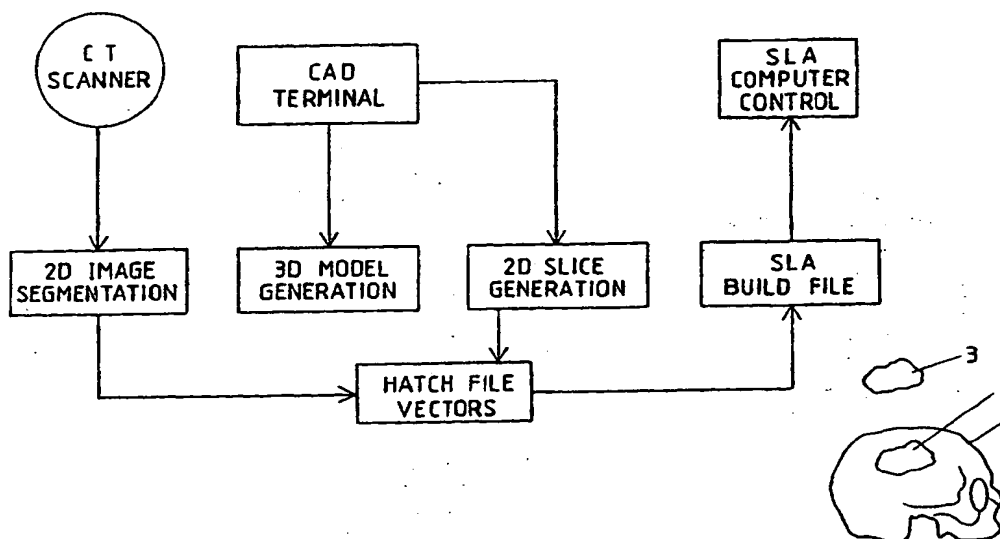 C T
SCANNER
CAD
TERMINAL
SLA
COMPUTER
CONTROL
2D IMAGE
SEGMENTATION
3D MODEL
GENERATION
2D SLICE
GENERATION
SLA
BUILD FILE
HATCH FILE
VECTORS
3